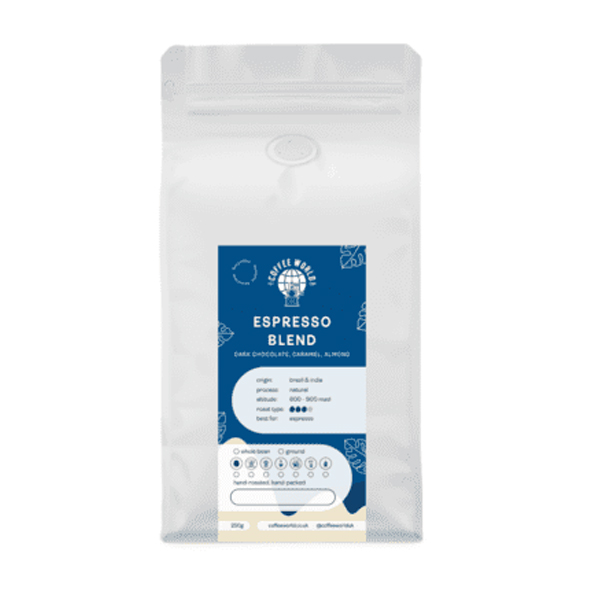 COFFEE WORLD
ESPRESSO
BLEND
DARK CHOCOLATE, CARAMEL, ALMOND
origin: brazil & india
process: natural
altitude: 600 - 900 masl
roast type:
best for: espresso
whole bean ground
hand roasted, hand packed
250g coffeeworld.co.uk @coffeeworlduk